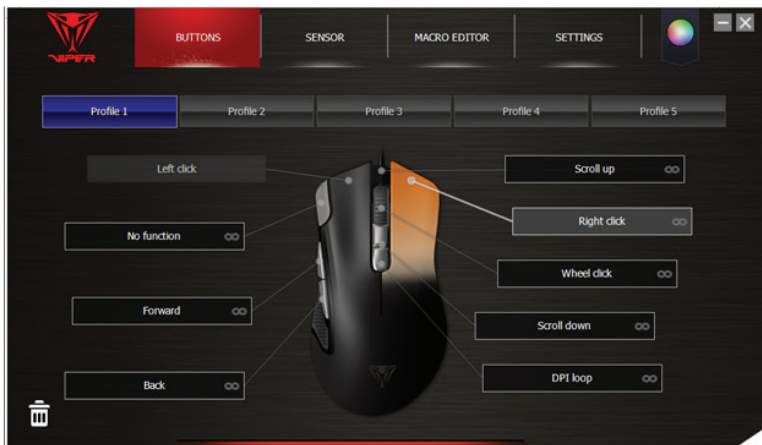 VIPER
BUTTONS
SENSOR
MACRO EDITOR
SETTINGS
Profile 1
Profile 2
Profile 3
Profile 4
Profile 5
Left click
Scroll up
Right click
No function
Wheel click
Forward
Scroll down
Back
DPI loop